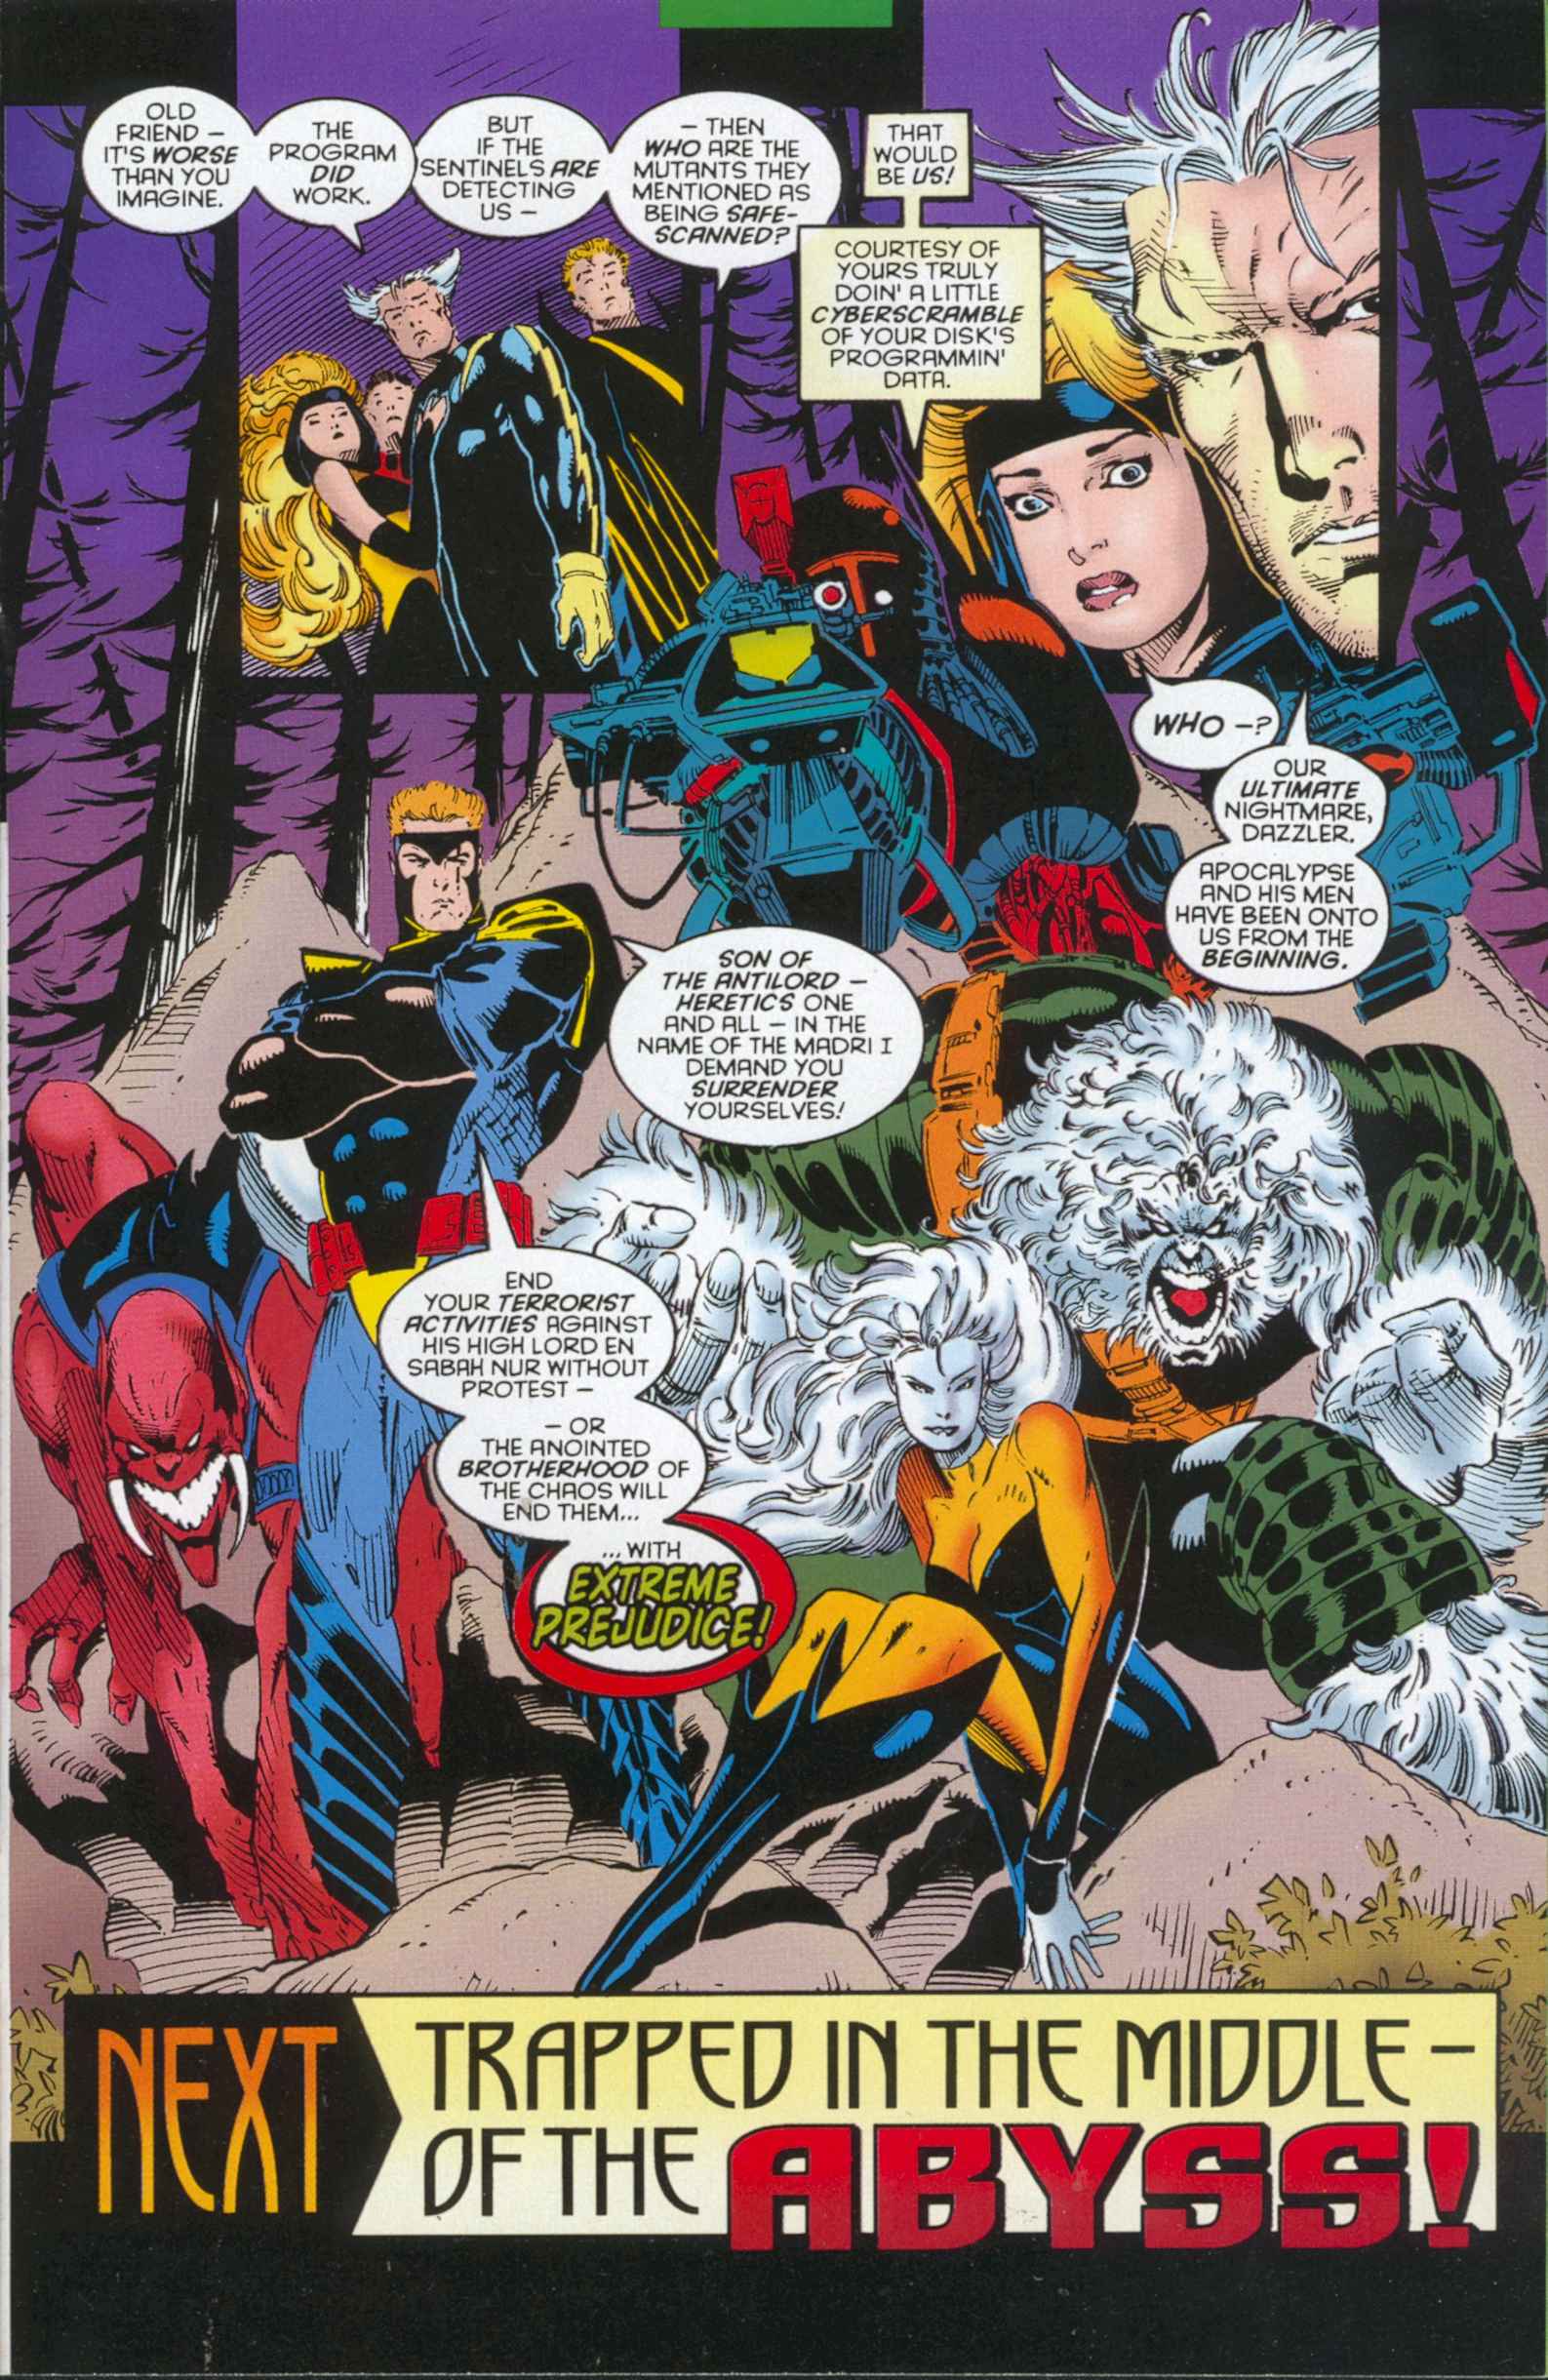 OLD
FRIEND –
IT'S WORSE
THAN YOU
IMAGINE.
THE
PROGRAM
DID
WORK.
BUT
IF THE
SENTINELS ARE
DETECTING
US –
– THEN
WHO ARE THE
MUTANTS THEY
MENTIONED AS
BEING SAFE-
SCANNED?
THAT
WOULD
BE US!
COURTESY OF
YOURS TRULY
DOIN' A LITTLE
CYBERSCRAMBLE
OF YOUR DISK'S
PROGRAMMIN'
DATA.
WHO –?
OUR
ULTIMATE
NIGHTMARE,
DAZZLER.
APOCALYPSE
AND HIS MEN
HAVE BEEN ONTO
US FROM THE
BEGINNING.
SON OF
THE ANTILORD –
HERETICS ONE
AND ALL – IN THE
NAME OF THE MADRI I
DEMAND YOU
SURRENDER
YOURSELVES!
END
YOUR TERRORIST
ACTIVITIES AGAINST
HIS HIGH LORD EN
SABAH NUR WITHOUT
PROTEST –
– OR
THE ANOINTED
BROTHERHOOD OF
THE CHAOS WILL
END THEM...
...WITH
EXTREME
PREJUDICE!
NEXT
TRAPPED IN THE MIDDLE –
OF THE ABYSS!